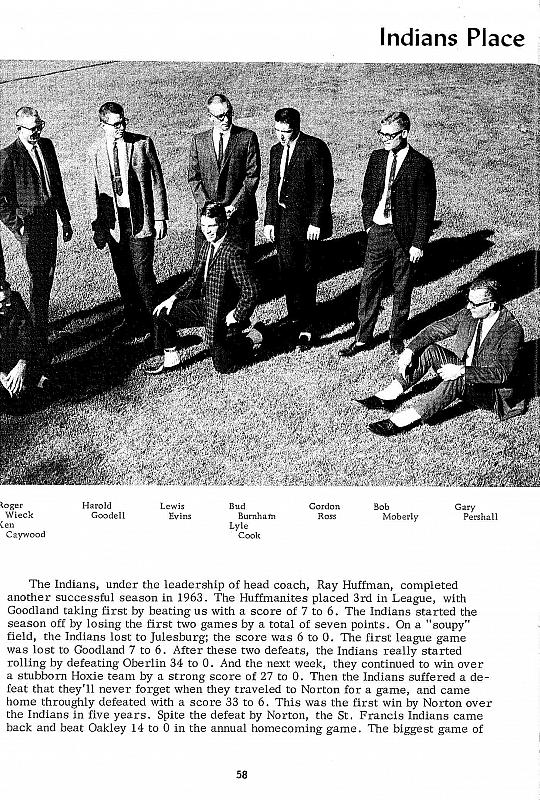 Indians Place
Roger Wieck
Ken Caywood
Harold Goodell
Lewis Evins
Bud Burnham
Lyle Cook
Gordon Ross
Bob Moberly
Gary Pershall
The Indians, under the leadership of head coach, Ray Huffman, completed
another successful season in 1963. The Huffmanites placed 3rd in League, with
Goodland taking first by beating us with a score of 7 to 6. The Indians started the
season off by losing the first two games by a total of seven points. On a "soupy"
field, the Indians lost to Julesburg; the score was 6 to 0. The first league game
was lost to Goodland 7 to 6. After these two defeats, the Indians really started
rolling by defeating Oberlin 34 to 0. And the next week, they continued to win over
a stubborn Hoxie team by a strong score of 27 to 0. Then the Indians suffered a de-
feat that they'll never forget when they traveled to Norton for a game, and came
home throughly defeated with a score 33 to 6. This was the first win by Norton over
the Indians in five years. Spite the defeat by Norton, the St. Francis Indians came
back and beat Oakley 14 to 0 in the annual homecoming game. The biggest game of
58